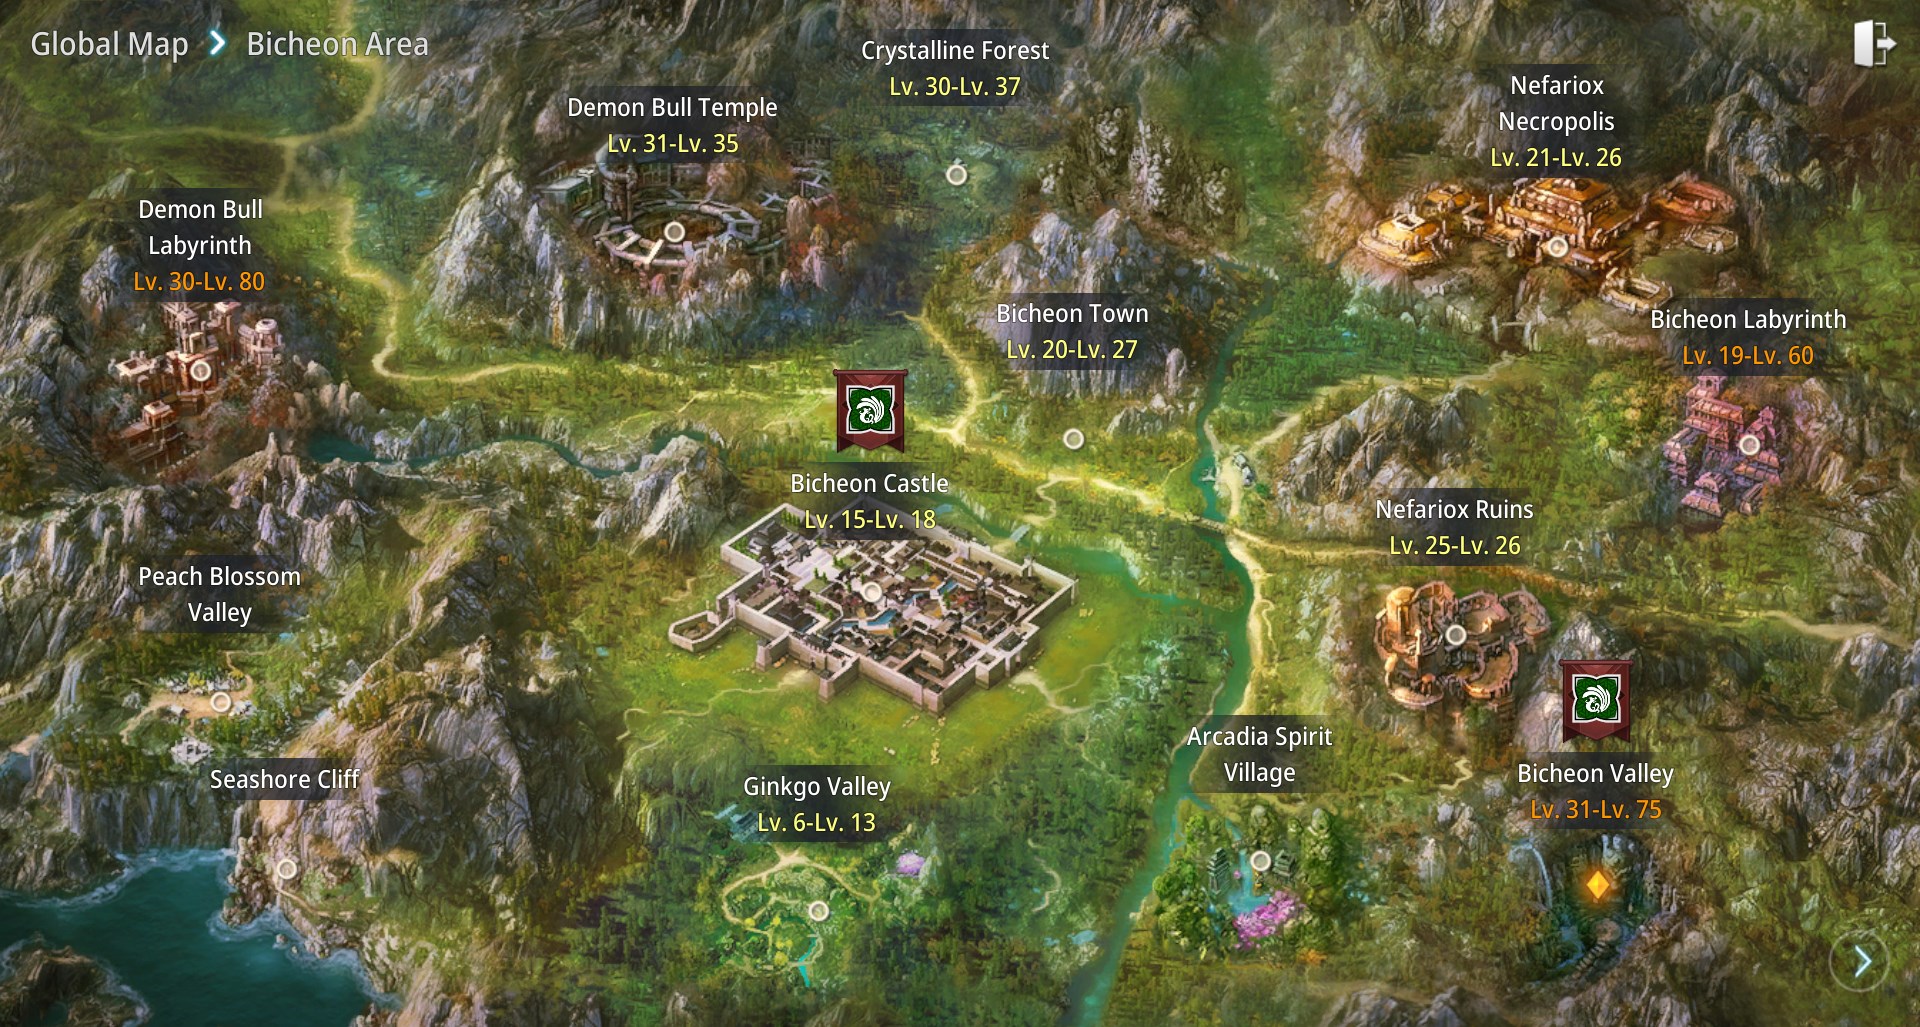 Global Map Bicheon Area
Crystalline Forest
Lv. 30-Lv. 37
Demon Bull Temple
Lv. 31-Lv. 35
Nefariox
Necropolis
Lv. 21-Lv. 26
Demon Bull
Labyrinth
Lv. 30-Lv. 80
Bicheon Town
Lv. 20-Lv. 27
Bicheon Labyrinth
Lv. 19-Lv. 60
Bicheon Castle
Lv. 15-Lv. 18
Nefariox Ruins
Lv. 25-Lv. 26
Peach Blossom
Valley
Arcadia Spirit
Village
Seashore Cliff
Ginkgo Valley
Lv. 6-Lv. 13
Bicheon Valley
Lv. 31-Lv. 75